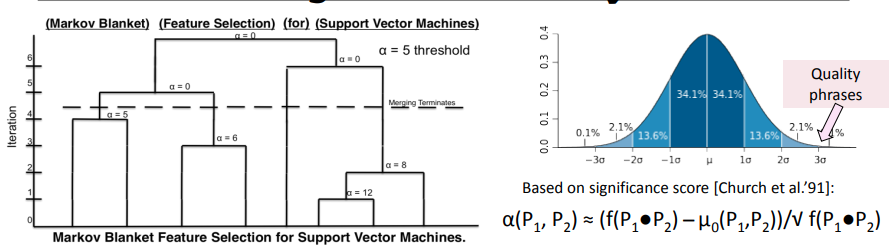 (Markov Blanket) (Feature Selection) (for) (Support Vector Machines)
α=0
α = 5 threshold
α = 0
α = 0
Merging Terminates
α = 5
α = 6
α = 8
α = 12
Iteration
6
5
4
3
2
1
0
Markov Blanket Feature Selection for Support Vector Machines.
0.4
0.3
0.2
0.1
0.0
34.1% 34.1%
13.6% 13.6%
2.1% 2.1%
0.1% %
−3σ −2σ −1σ μ 1σ 2σ 3σ
Quality
phrases
Based on significance score [Church et al.’91]:
α(P₁, P₂) ≈ (f(P₁●P₂) – μ₀(P₁,P₂))/√ f(P₁●P₂)